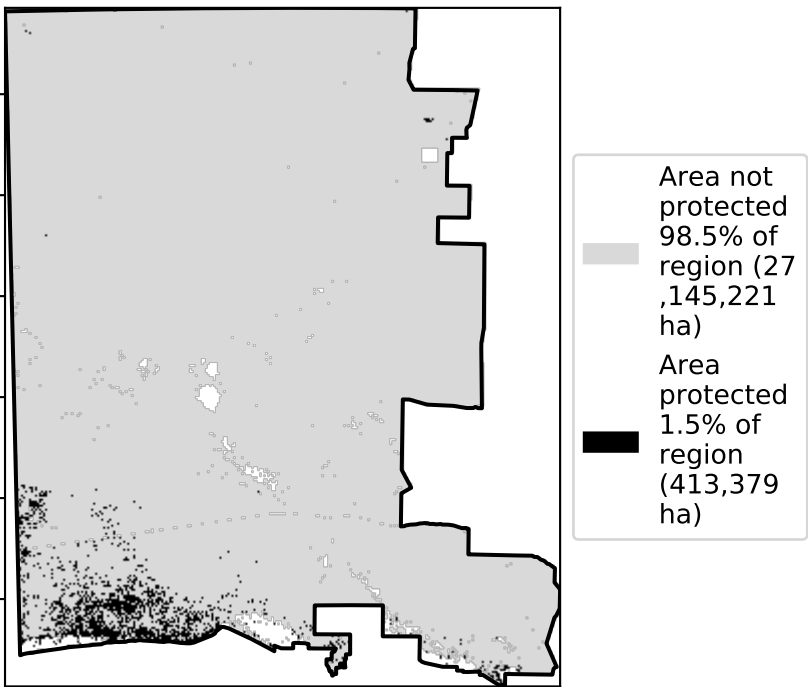 Area not
protected
98.5% of
region (27
,145,221
ha)
Area
protected
1.5% of
region
(413,379
ha)